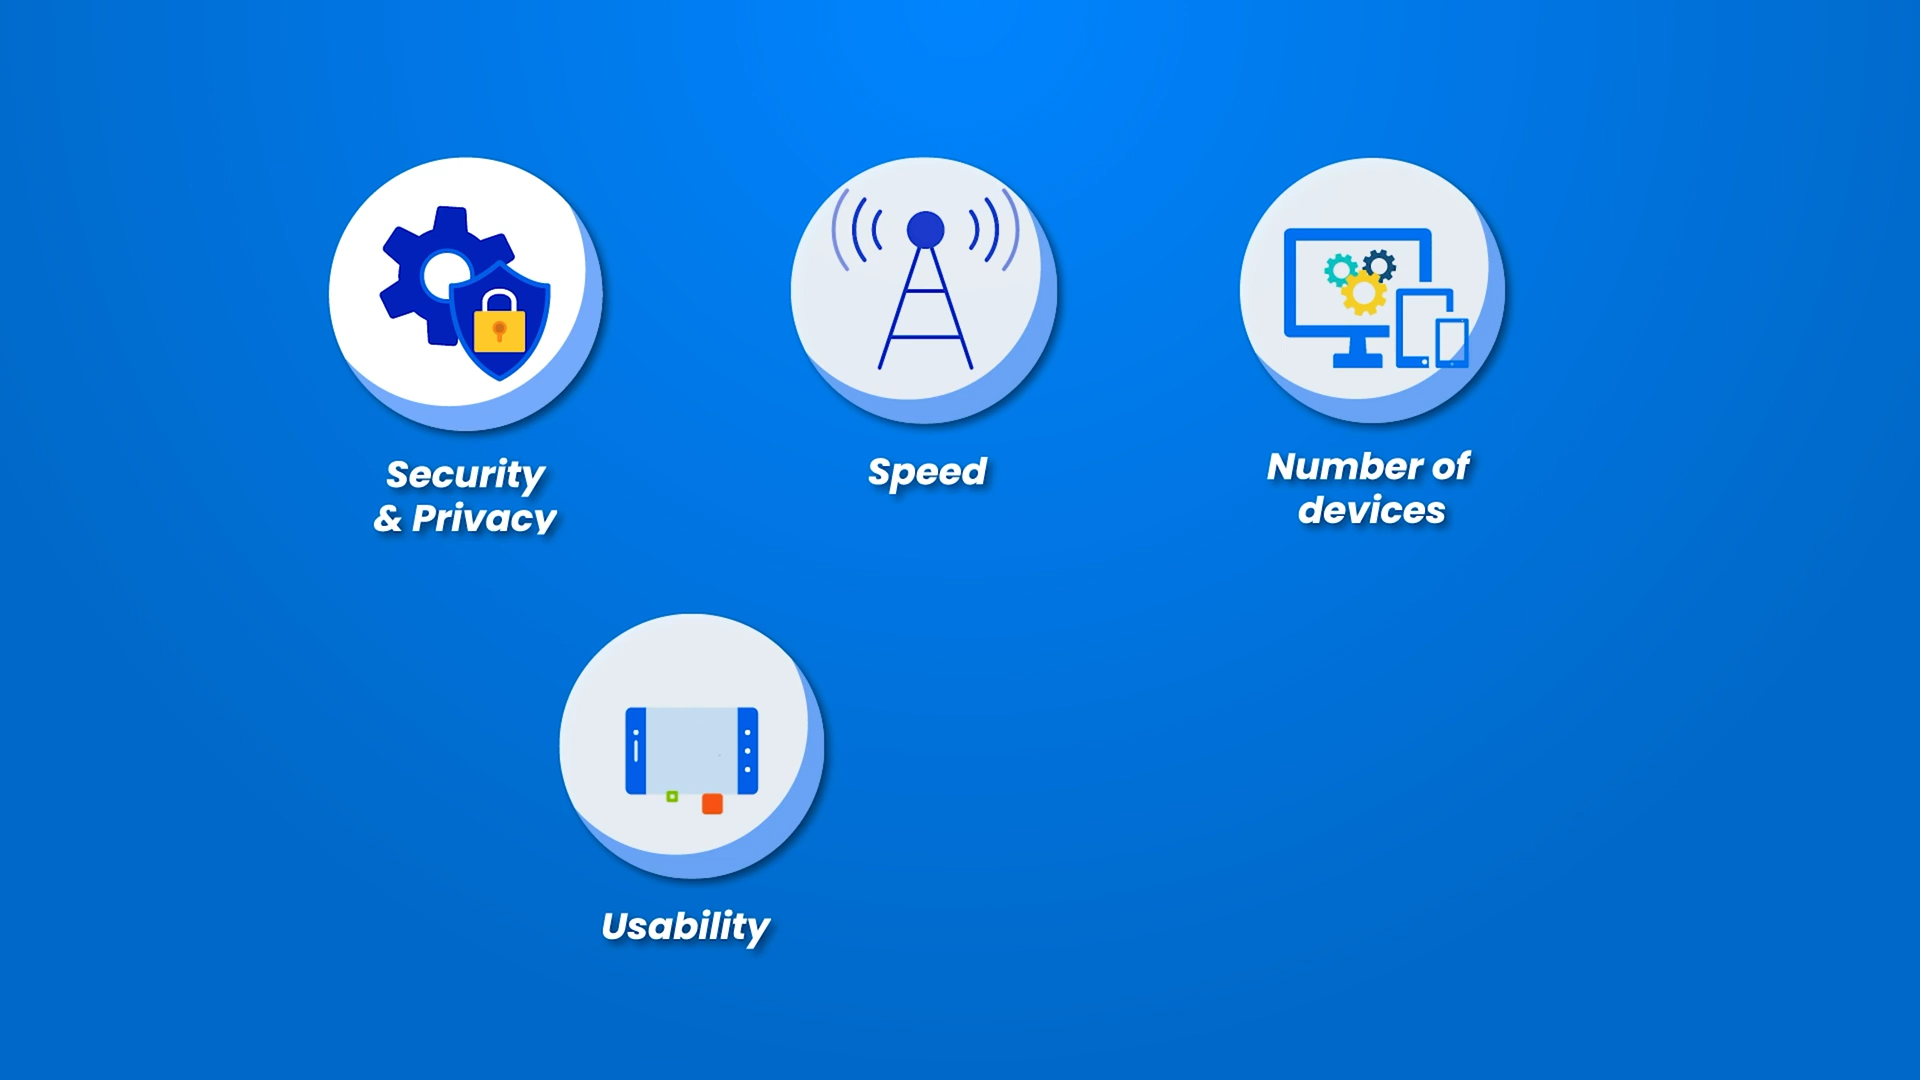 Security
& Privacy
Speed
Number of
devices
Usability